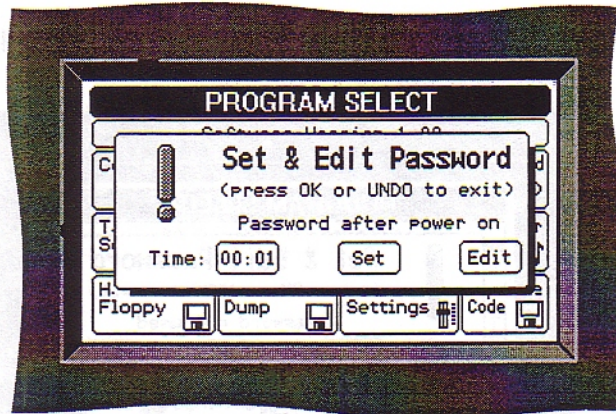 PROGRAM SELECT
Set & Edit Password
(press OK or UNDO to exit)
Password after power on
Time: 00:01 Set Edit
Floppy Dump Settings Code